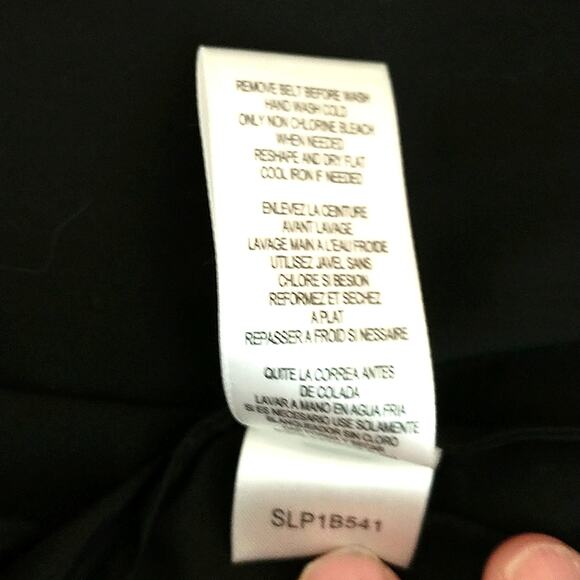 REMOVE BELT BEFORE WASH
HAND WASH COLD
ONLY NON CHLORINE BLEACH
WHEN NEEDED
RESHAPE AND DRY FLAT
COOL IRON IF NEEDED
ENLEVEZ LA CEINTURE
AVANT LAVAGE
LAVAGE MAIN A L'EAU FROIDE
UTILISEZ JAVEL SANS
CHLORE SI BESION
REFORMEZ ET SECHEZ
A PLAT
REPASSER A FROID SI NESSAIRE
QUITE LA CORREA ANTES
DE COLADA
LAVAR A MANO EN AGUA FRIA
SI ES NECESARIO USE SOLAMENTE
BLANQUEADOR SIN CLORO
SLP1B541